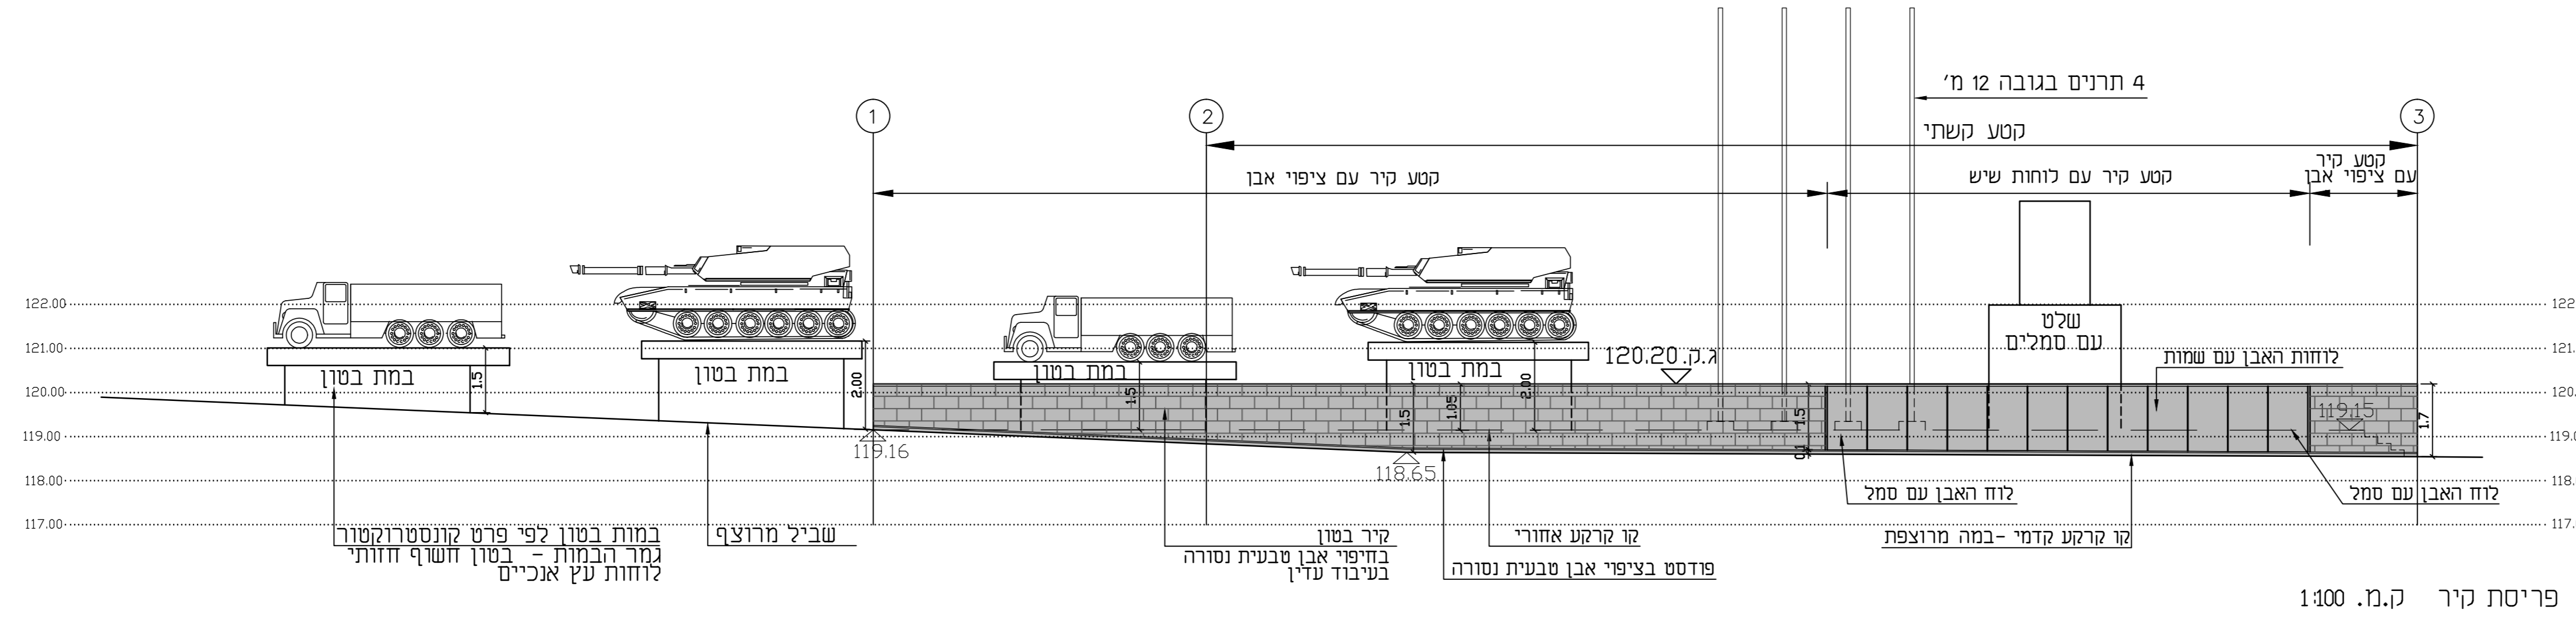 4 תרנים בגובה 12 מ'
1
2
3
קטע קשתי
קטע קיר עם ציפוי אבן
קטע קיר עם לוחות שיש
קטע קיר
עם ציפוי אבן
122.00
121.00
120.00
119.00
118.00
117.00
במת בטון
1.5
במת בטון
2.00
במת בטון
1.5
במת בטון
2.00
1.5
1.05
ג.ק. 120.20
1.5
0.1
שלט
עם סמלים
לוחות האבן עם שמות
119.15
1.7
119.16
118.65
לוח האבן עם סמל
לוח האבן עם סמל
במות בטון לפי פרט קונסטרוקטור
גמר הבמות - בטון חשוף חזותי
לוחות עץ אנכיים
שביל מרוצף
קיר בטון
בחיפוי אבן טבעית נסורה
בעיבוד עדין
קו קרקע אחורי
פודסט בציפוי אבן טבעית נסורה
קו קרקע קדמי -במה מרוצפת
פריסת קיר ק.מ. 1:100